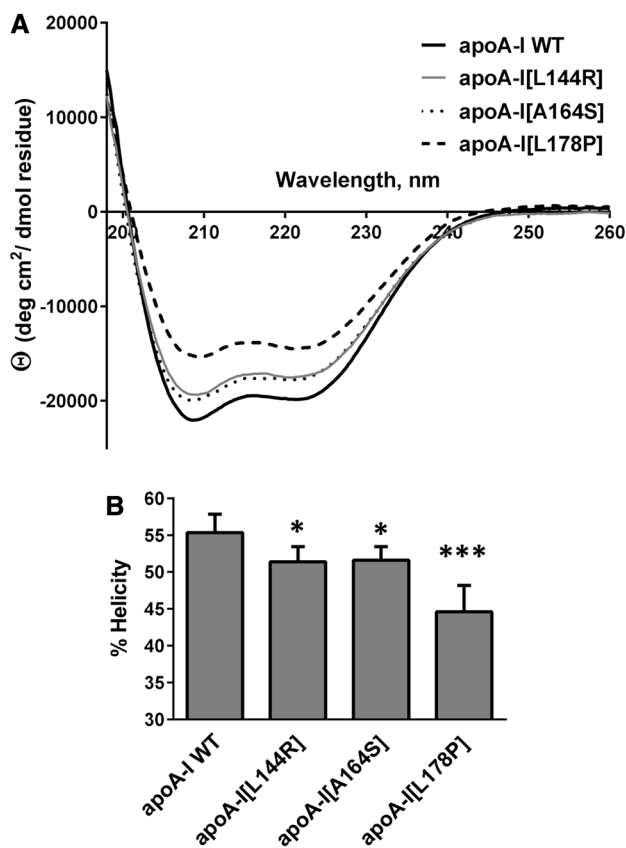 A
20000
10000
0
-10000
-20000
Θ (deg cm2/ dmol residue)
apoA-I WT
apoA-I[L144R]
apoA-I[A164S]
apoA-I[L178P]
Wavelength, nm
200 210 220 230 240 250 260
B
60
55
50
45
40
35
30
% Helicity
* * ***
apoA-I WT
apoA-I[L144R]
apoA-I[A164S]
apoA-I[L178P]